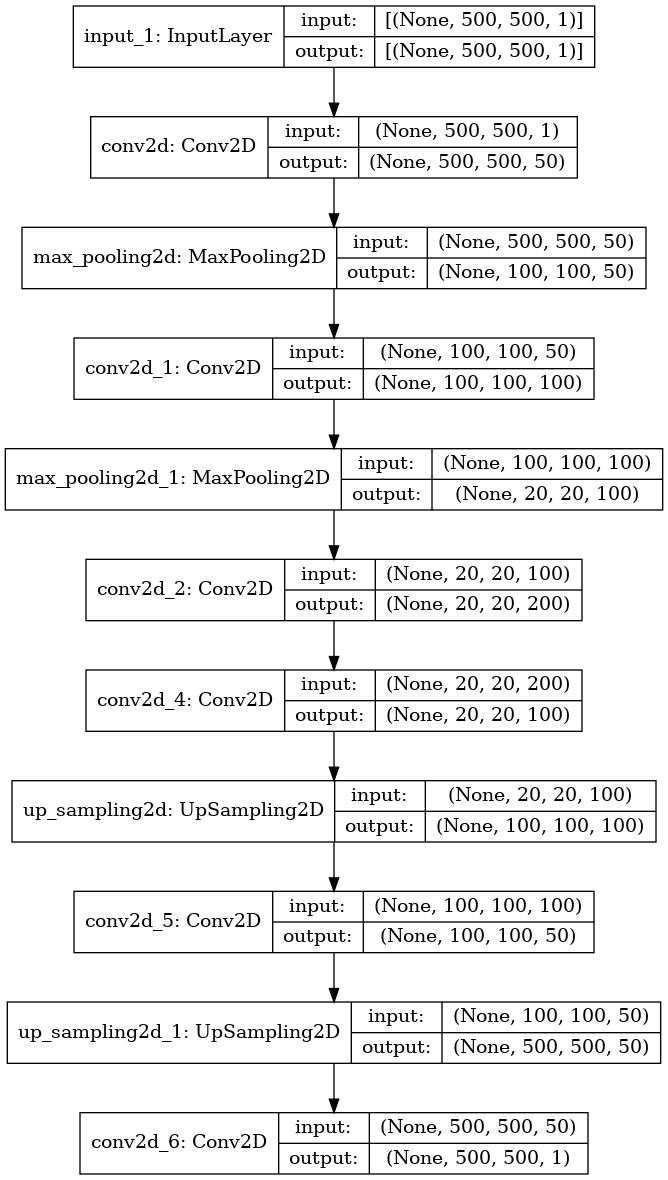 input_1: InputLayer
input: [(None, 500, 500, 1)]
output: [(None, 500, 500, 1)]
conv2d: Conv2D
input: (None, 500, 500, 1)
output: (None, 500, 500, 50)
max_pooling2d: MaxPooling2D
input: (None, 500, 500, 50)
output: (None, 100, 100, 50)
conv2d_1: Conv2D
input: (None, 100, 100, 50)
output: (None, 100, 100, 100)
max_pooling2d_1: MaxPooling2D
input: (None, 100, 100, 100)
output: (None, 20, 20, 100)
conv2d_2: Conv2D
input: (None, 20, 20, 100)
output: (None, 20, 20, 200)
conv2d_4: Conv2D
input: (None, 20, 20, 200)
output: (None, 20, 20, 100)
up_sampling2d: UpSampling2D
input: (None, 20, 20, 100)
output: (None, 100, 100, 100)
conv2d_5: Conv2D
input: (None, 100, 100, 100)
output: (None, 100, 100, 50)
up_sampling2d_1: UpSampling2D
input: (None, 100, 100, 50)
output: (None, 500, 500, 50)
conv2d_6: Conv2D
input: (None, 500, 500, 50)
output: (None, 500, 500, 1)